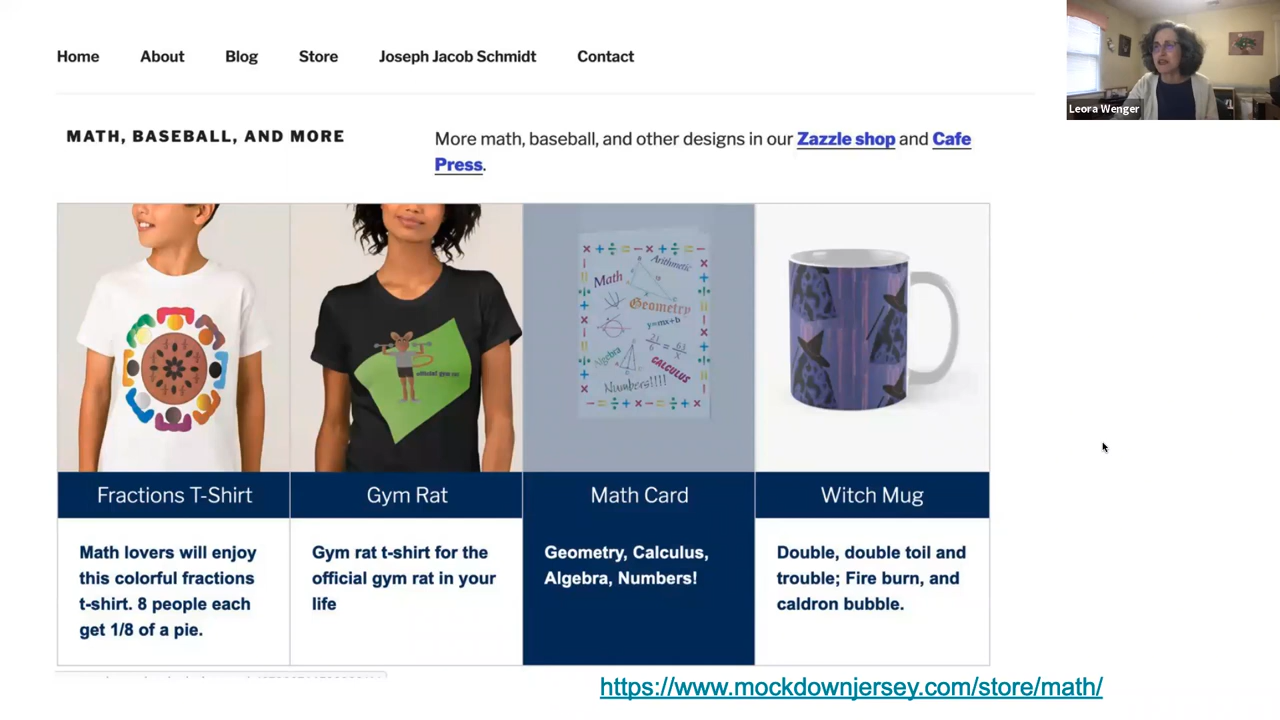 Home About Blog Store Joseph Jacob Schmidt Contact
Leora Wenger
MATH, BASEBALL, AND MORE
More math, baseball, and other designs in our Zazzle shop and Cafe
Press.
official gym rat
Math Arithmetic
Geometry
y=mx+b
Algebra
CALCULUS
Numbers!!!!
Fractions T-Shirt
Gym Rat
Math Card
Witch Mug
Math lovers will enjoy
this colorful fractions
t-shirt. 8 people each
get 1/8 of a pie.
Gym rat t-shirt for the
official gym rat in your
life
Geometry, Calculus,
Algebra, Numbers!
Double, double toil and
trouble; Fire burn, and
caldron bubble.
https://www.mockdownjersey.com/store/math/